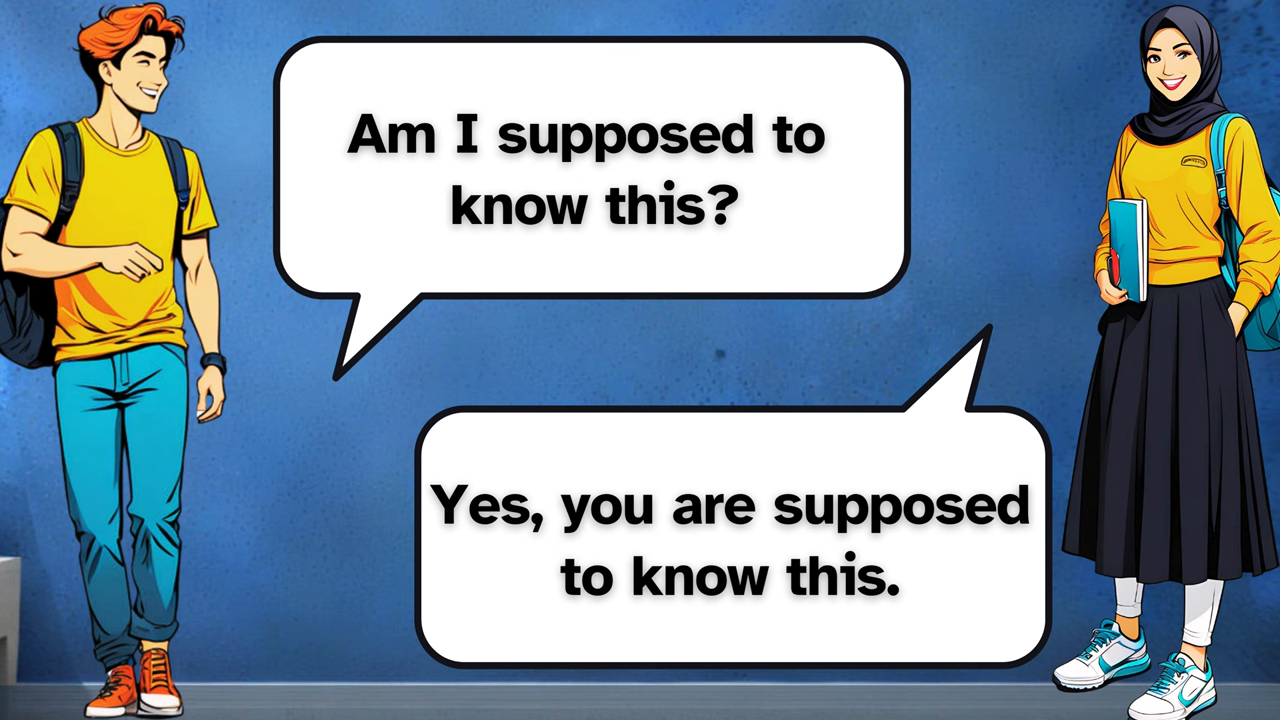 Am I supposed to
know this?
Yes, you are supposed
to know this.